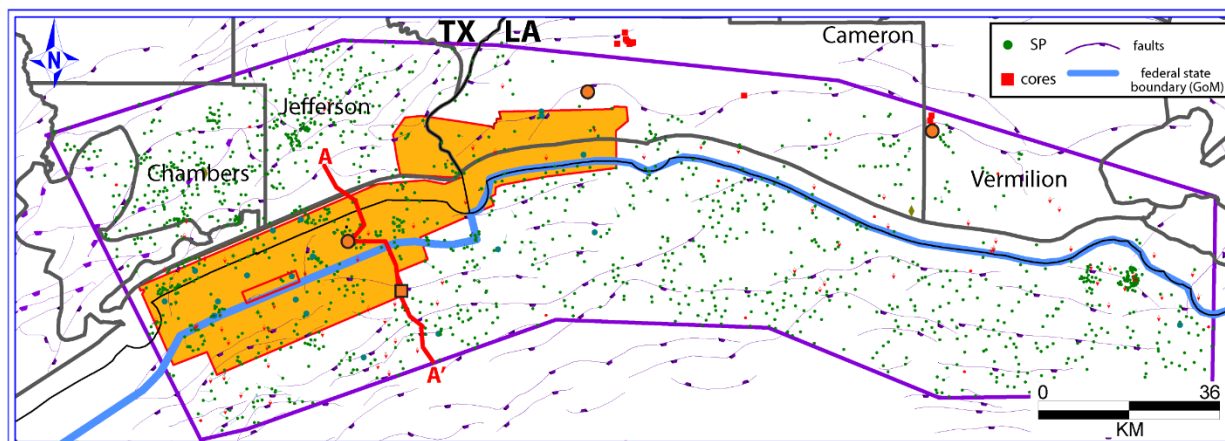 TX LA
Cameron
N
Jefferson
Chambers
Vermilion
A
A'
SP
faults
cores
federal state
boundary (GoM)
0 36
KM